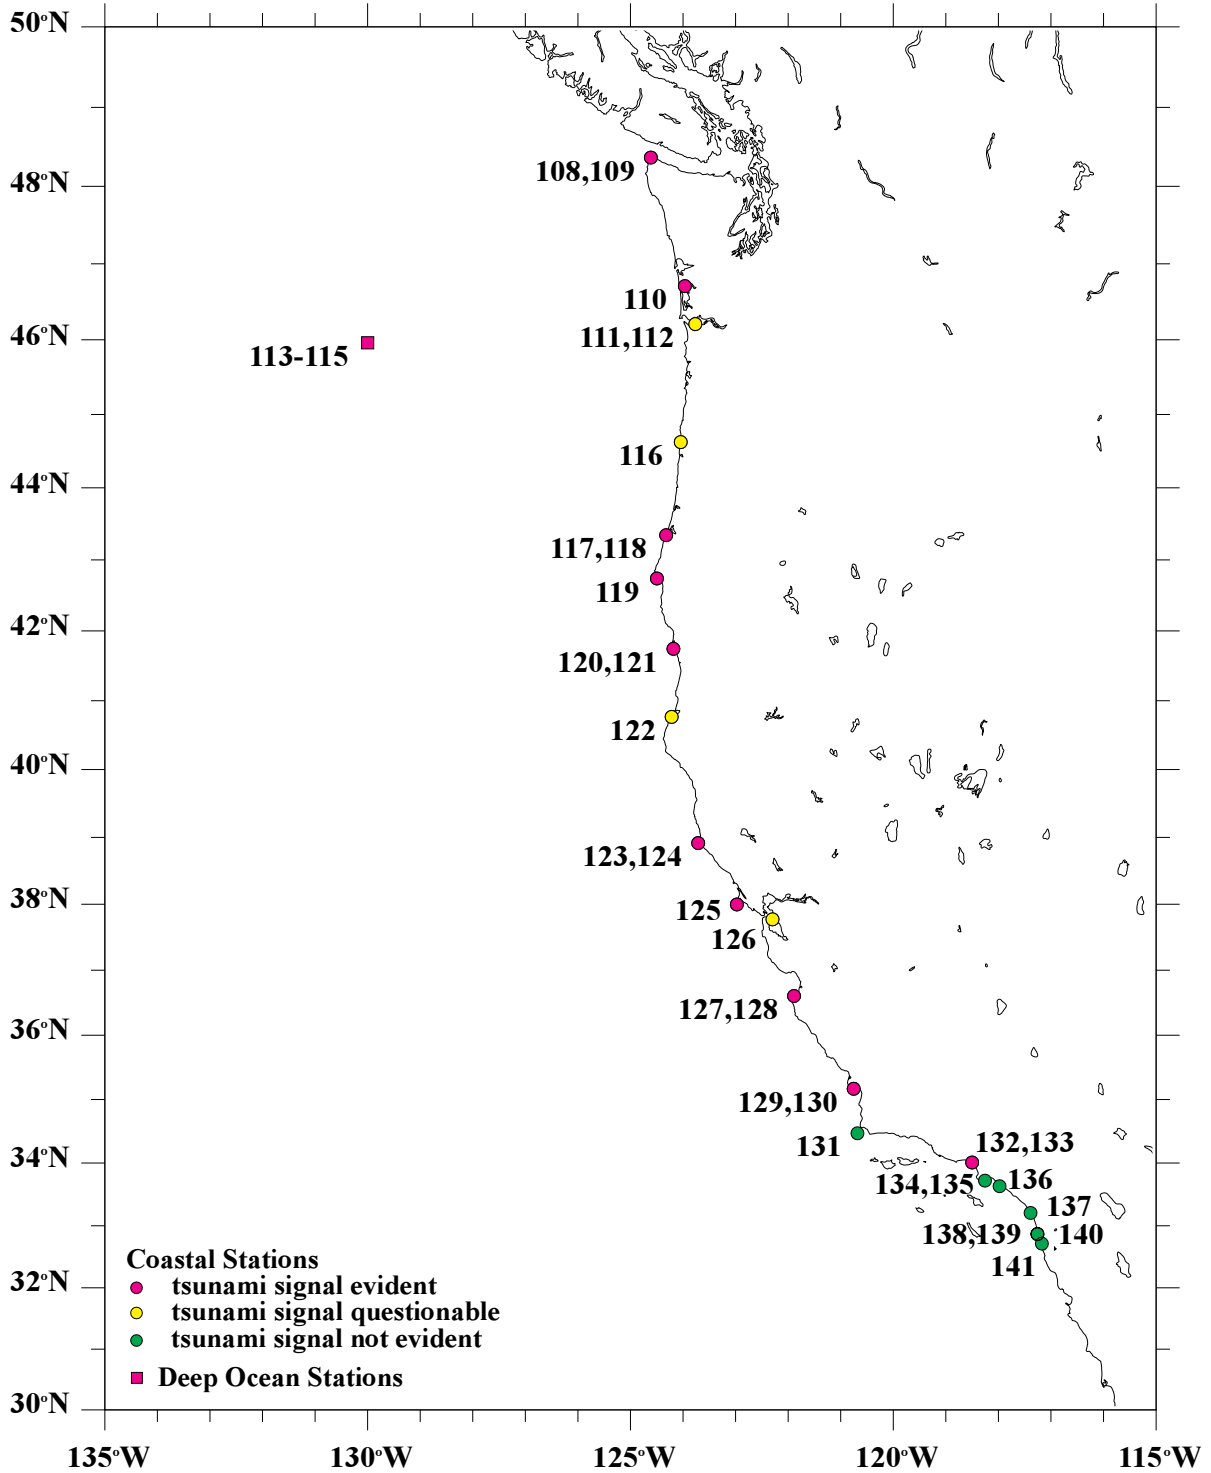 50°N
108,109
48°N
110
111,112
46°N
113-115
116
44°N
117,118
119
42°N
120,121
122
40°N
123,124
38°N
125
126
127,128
36°N
129,130
131
132,133
34°N
134,135
136
137
138,139
140
141
Coastal Stations
tsunami signal evident
32°N
tsunami signal questionable
tsunami signal not evident
Deep Ocean Stations
30°N
135°W
130°W
125°W
120°W
115°W